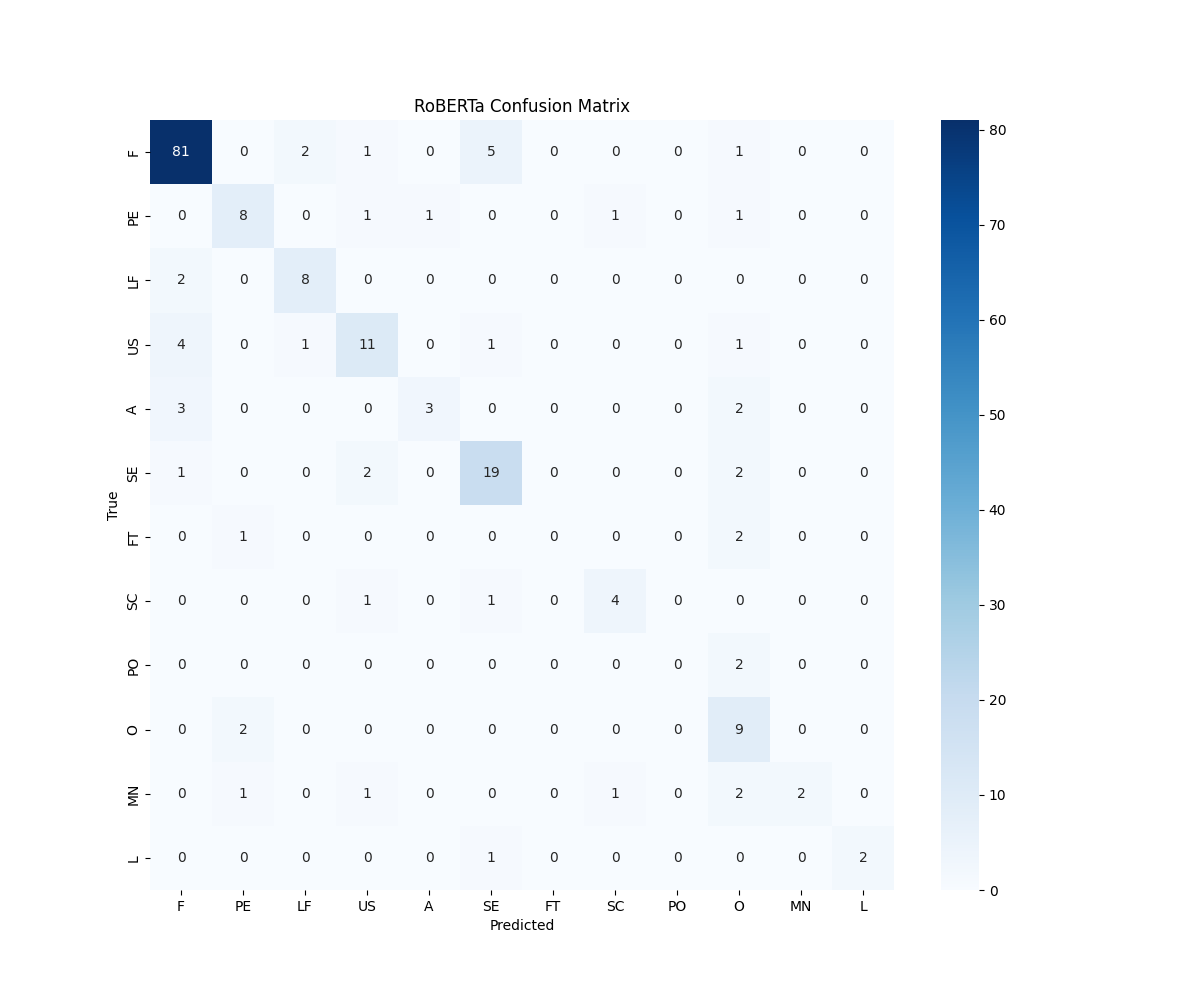 RoBERTa Confusion Matrix
F 81 0 2 1 0 5 0 0 0 1 0 0
PE 0 8 0 1 1 0 0 1 0 1 0 0
LF 2 0 8 0 0 0 0 0 0 0 0 0
US 4 0 1 11 0 1 0 0 0 1 0 0
A 3 0 0 0 3 0 0 0 0 2 0 0
SE 1 0 0 2 0 19 0 0 0 2 0 0
FT 0 1 0 0 0 0 0 0 0 2 0 0
SC 0 0 0 1 0 1 0 4 0 0 0 0
PO 0 0 0 0 0 0 0 0 0 2 0 0
O 0 2 0 0 0 0 0 0 0 9 0 0
MN 0 1 0 1 0 0 0 1 0 2 2 0
L 0 0 0 0 0 1 0 0 0 0 0 2
F PE LF US A SE FT SC PO O MN L
Predicted
True
80
70
60
50
40
30
20
10
0